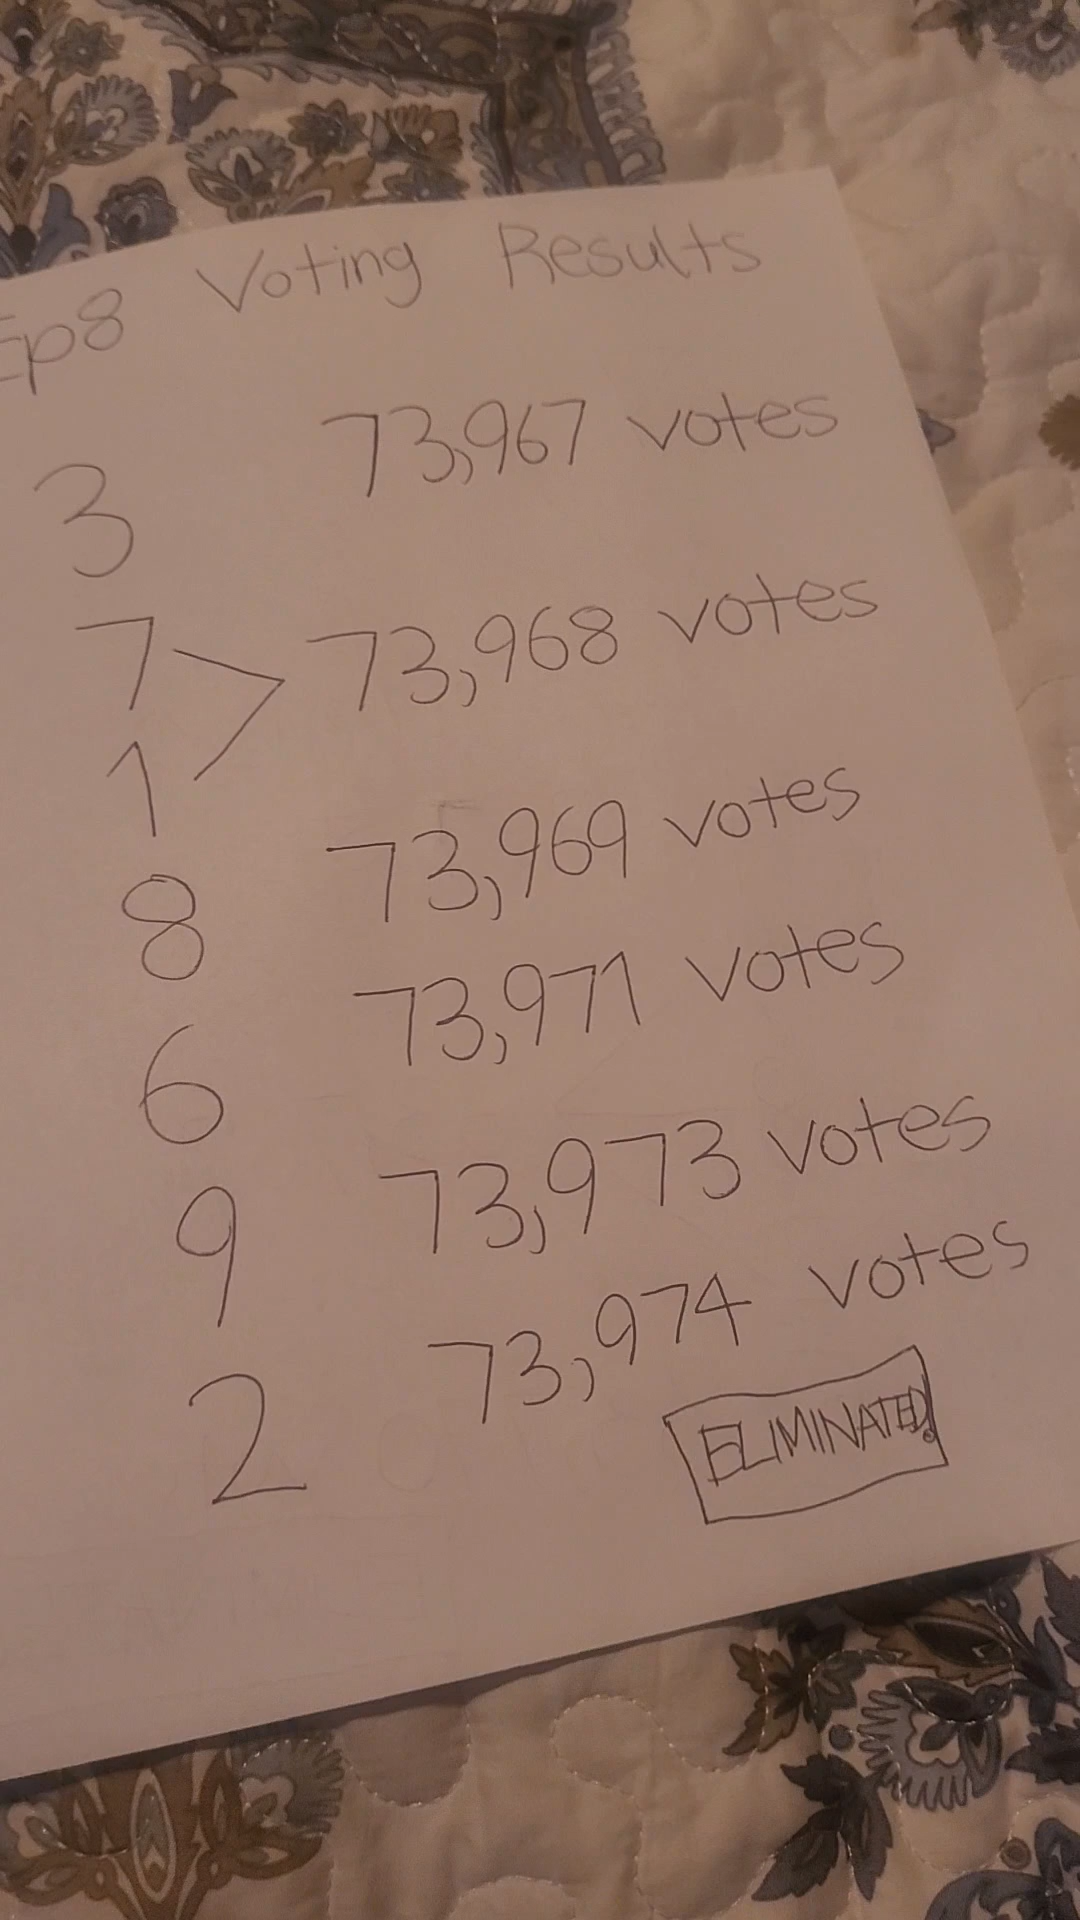 Ep8 Voting Results
3 73,967 votes
7
1 > 73,968 votes
8 73,969 votes
6 73,971 votes
9 73,973 votes
2 73,974 votes
ELIMINATED!